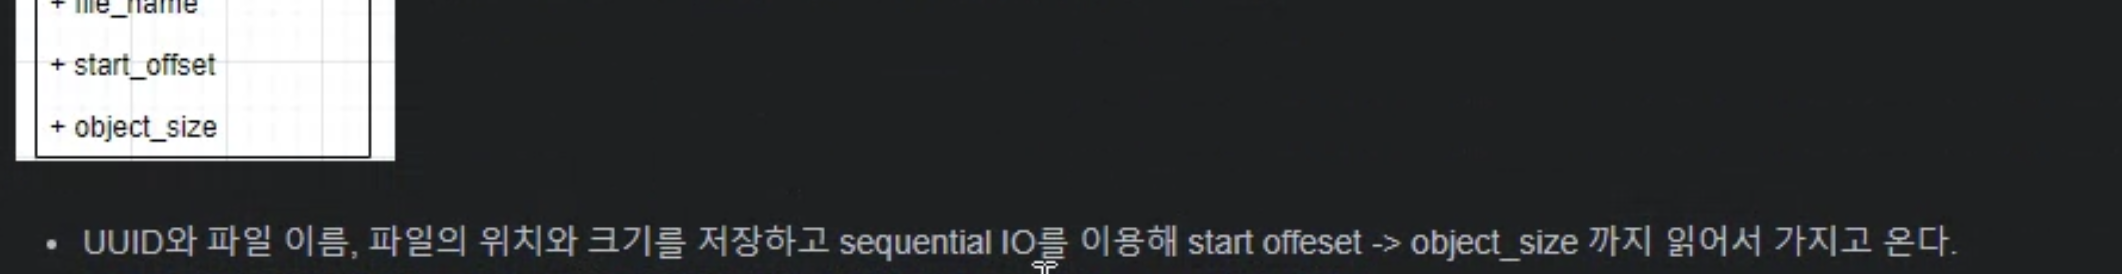 + file_name
+ start_offset
+ object_size
• UUID와 파일 이름, 파일의 위치와 크기를 저장하고 sequential IO를 이용해 start offeset -> object_size 까지 읽어서 가지고 온다.